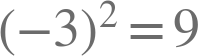 (−3)² = 9